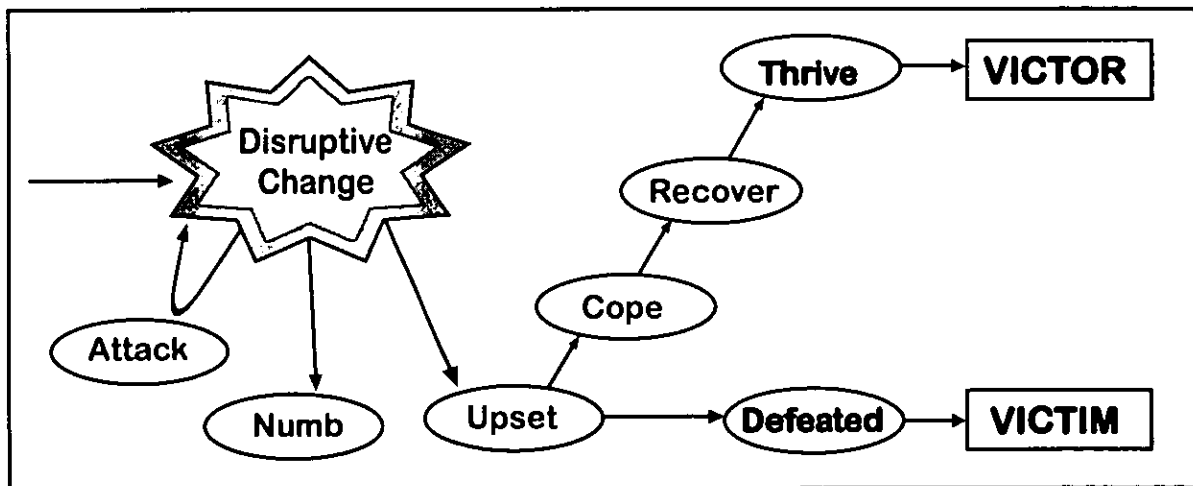 Thrive
VICTOR
Disruptive
Change
Recover
Cope
Attack
Numb
Upset
Defeated
VICTIM